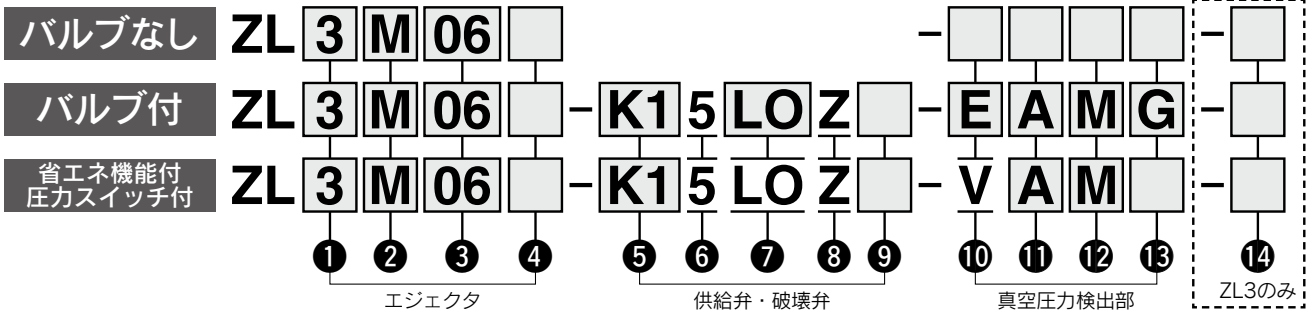 バルブなし ZL 3 M 06 - -
バルブ付 ZL 3 M 06 - K1 5 LO Z - E A M G -
省エネ機能付
圧力スイッチ付 ZL 3 M 06 - K1 5 LO Z - V A M -
❶ ❷ ❸ ❹ ❺ ❻ ❼ ❽ ❾ ❿ ⓫ ⓬ ⓭ ⓮
エジェクタ 供給弁・破壊弁 真空圧力検出部 ZL3のみ